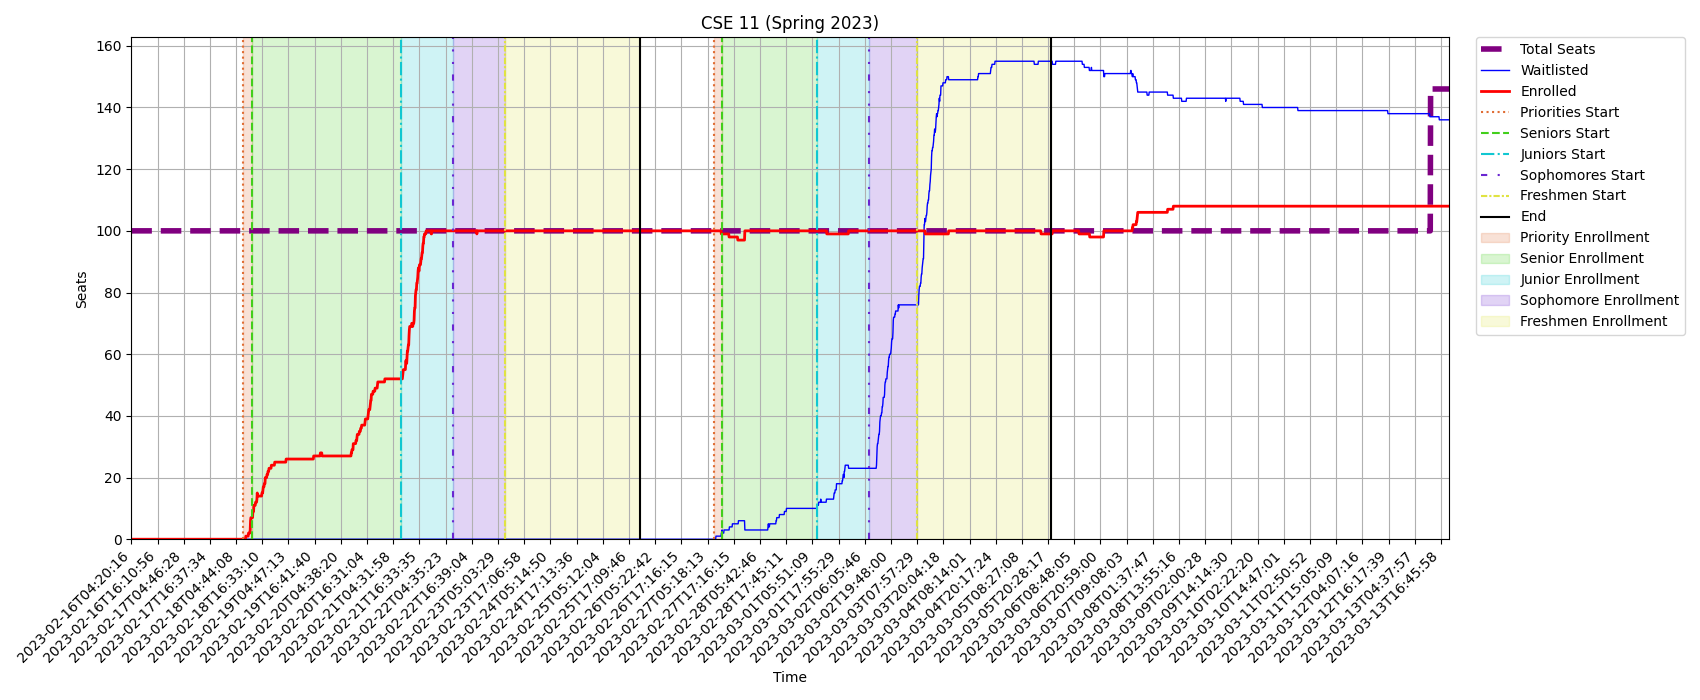 CSE 11 (Spring 2023)
160
140
120
100
80
60
40
20
0
Seats
2023-02-16T04:20:16
2023-02-16T16:10:56
2023-02-17T04:46:28
2023-02-17T16:37:34
2023-02-18T04:44:08
2023-02-18T16:33:10
2023-02-19T04:47:13
2023-02-19T16:41:40
2023-02-20T04:38:20
2023-02-20T16:31:04
2023-02-21T04:31:58
2023-02-21T16:33:35
2023-02-22T04:35:23
2023-02-22T16:39:04
2023-02-23T05:03:29
2023-02-23T17:06:58
2023-02-24T05:14:50
2023-02-24T17:13:36
2023-02-25T05:12:04
2023-02-25T17:09:46
2023-02-26T05:22:42
2023-02-26T17:16:15
2023-02-27T05:18:13
2023-02-27T17:16:15
2023-02-28T05:42:46
2023-02-28T17:45:11
2023-03-01T05:51:09
2023-03-01T17:55:29
2023-03-02T06:05:46
2023-03-02T19:48:00
2023-03-03T07:57:29
2023-03-03T20:04:18
2023-03-04T08:14:01
2023-03-04T20:17:24
2023-03-05T08:27:08
2023-03-05T20:28:17
2023-03-06T08:48:05
2023-03-06T20:59:00
2023-03-07T09:08:03
2023-03-08T01:37:47
2023-03-08T13:55:16
2023-03-09T02:00:28
2023-03-09T14:14:30
2023-03-10T02:22:20
2023-03-10T14:47:01
2023-03-11T02:50:52
2023-03-11T15:05:09
2023-03-12T04:07:16
2023-03-12T16:17:39
2023-03-13T04:37:57
2023-03-13T16:45:58
Time
Total Seats
Waitlisted
Enrolled
Priorities Start
Seniors Start
Juniors Start
Sophomores Start
Freshmen Start
End
Priority Enrollment
Senior Enrollment
Junior Enrollment
Sophomore Enrollment
Freshmen Enrollment